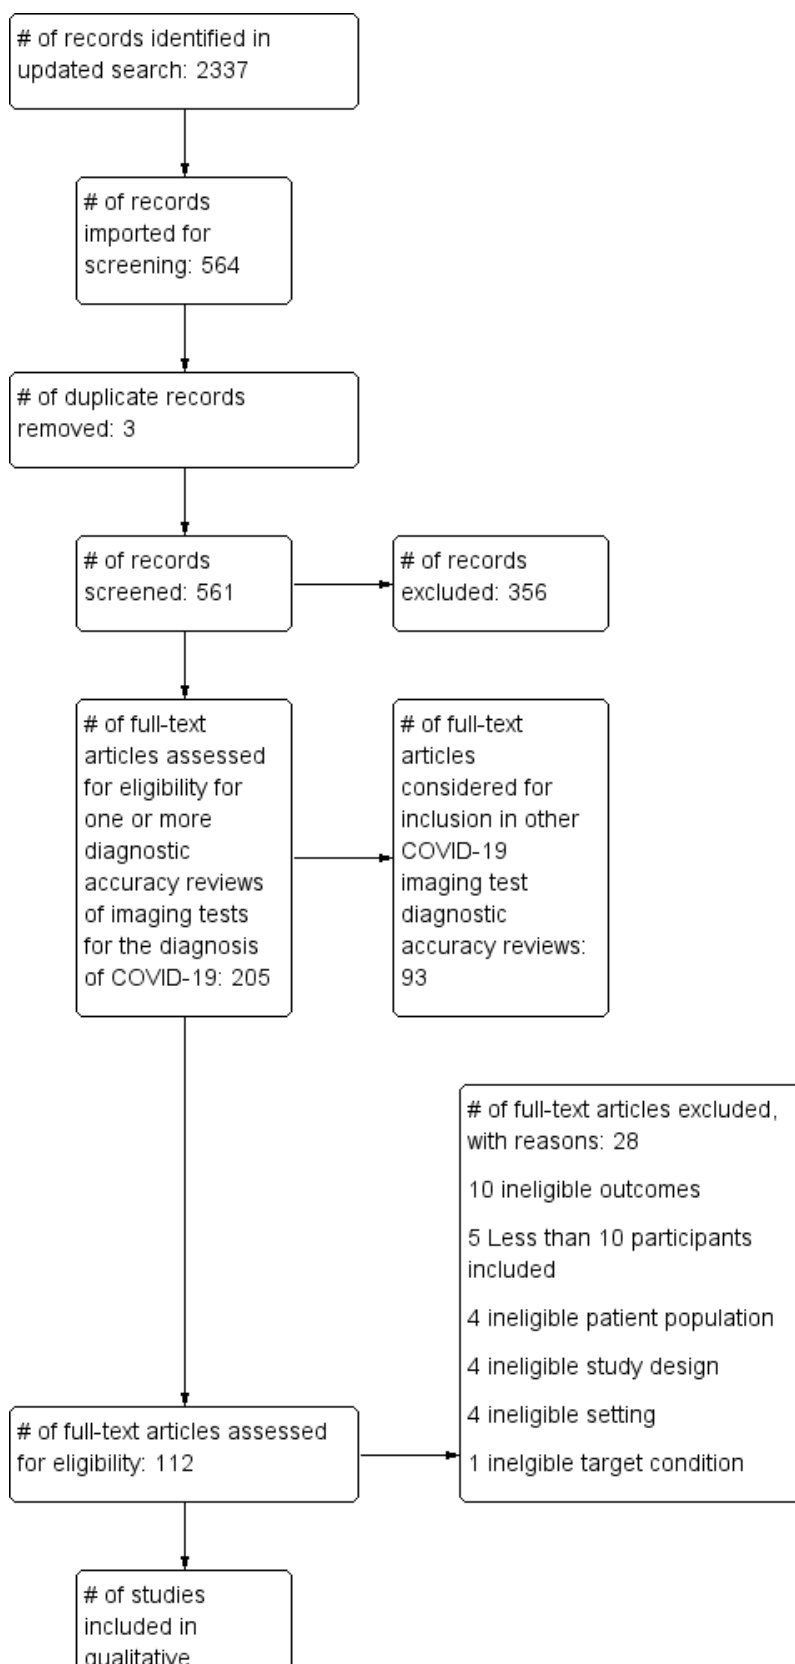 # of records identified in
updated search: 2337
# of records
imported for
screening: 564
# of duplicate records
removed: 3
# of records
screened: 561
# of records
excluded: 356
# of full-text
articles assessed
for eligibility for
one or more
diagnostic
accuracy reviews
of imaging tests
for the diagnosis
of COVID-19: 205
# of full-text
articles
considered for
inclusion in other
COVID-19
imaging test
diagnostic
accuracy reviews:
93
# of full-text articles assessed
for eligibility: 112
# of full-text articles excluded,
with reasons: 28
10 ineligible outcomes
5 Less than 10 participants
included
4 ineligible patient population
4 ineligible study design
4 ineligible setting
1 inelgible target condition
# of studies
included in
qualitative